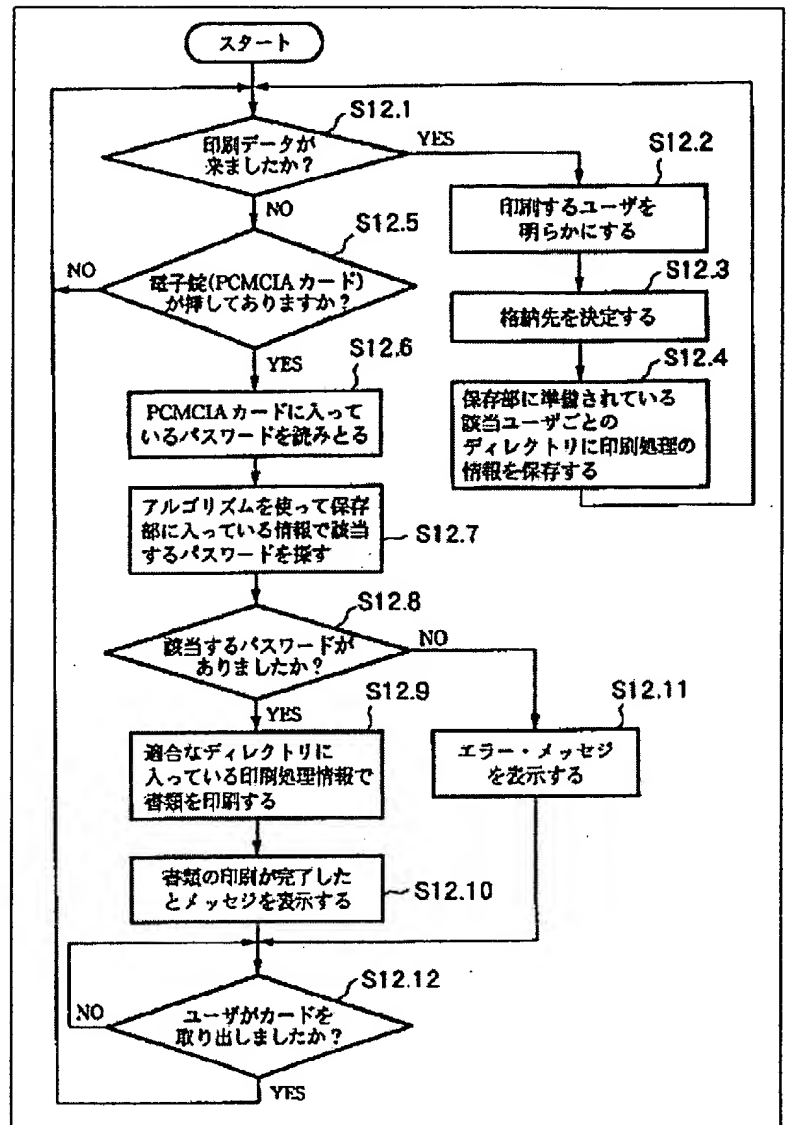 スタート
S12.1
印刷データが
来ましたか?
YES
NO
S12.2
印刷するユーザを
明らかにする
S12.3
格納先を決定する
S12.4
保存部に準備されている
該当ユーザごとの
ディレクトリに印刷処理の
情報を保存する
S12.5
電子錠(PCMCIAカード)
が挿してありますか?
NO
YES
S12.6
PCMCIAカードに入って
いるパスワードを読みとる
アルゴリズムを使って保存
部に入っている情報で該当
するパスワードを探す
S12.7
S12.8
該当するパスワードが
ありましたか?
NO
YES
S12.9
適合なディレクトリに
入っている印刷処理情報で
書類を印刷する
S12.11
エラー・メッセジ
を表示する
書類の印刷が完了した
とメッセジを表示する
S12.10
S12.12
ユーザがカードを
取り出しましたか?
NO
YES